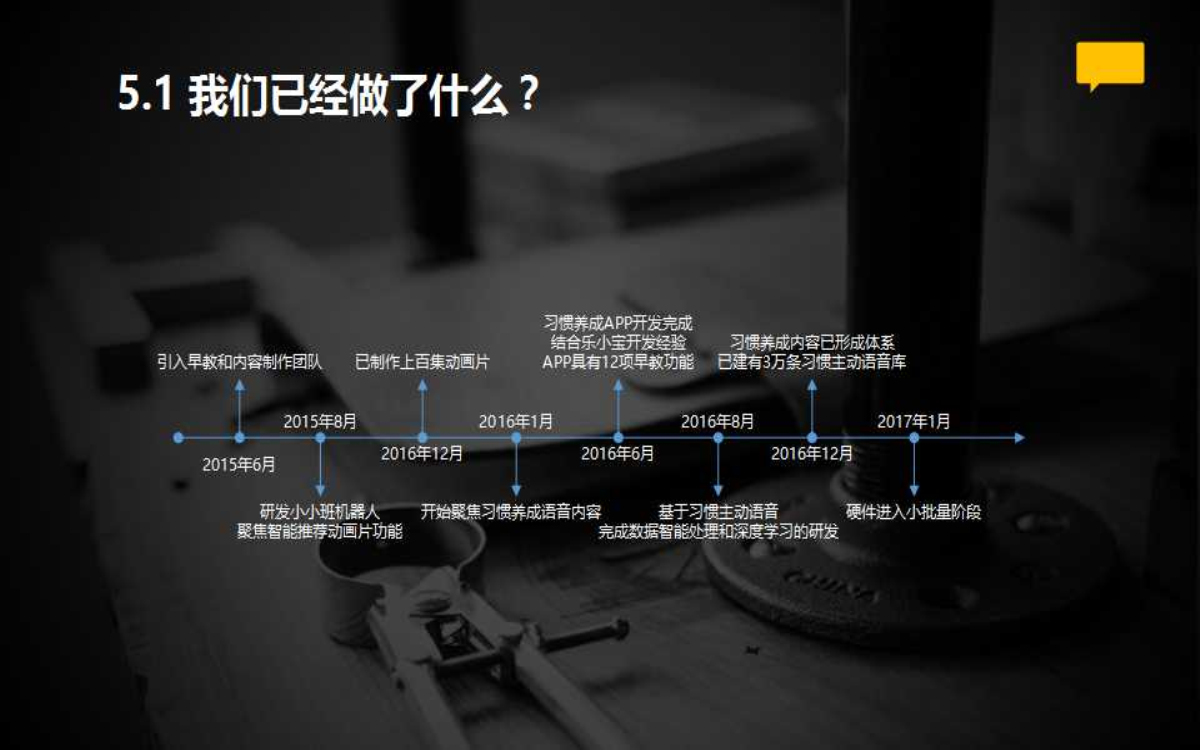 5.1 我们已经做了什么？
习惯养成APP开发完成
结合乐小宝开发经验
APP具有12项早教功能
习惯养成内容已形成体系
已建有3万条习惯主动语音库
引入早教和内容制作团队
已制作上百集动画片
2015年8月
2016年1月
2016年8月
2017年1月
2015年6月
2016年12月
2016年6月
2016年12月
研发小小班机器人
聚焦智能推荐动画片功能
开始聚焦习惯养成语音内容
基于习惯主动语音
完成数据智能处理和深度学习的研发
硬件进入小批量阶段
CHINA